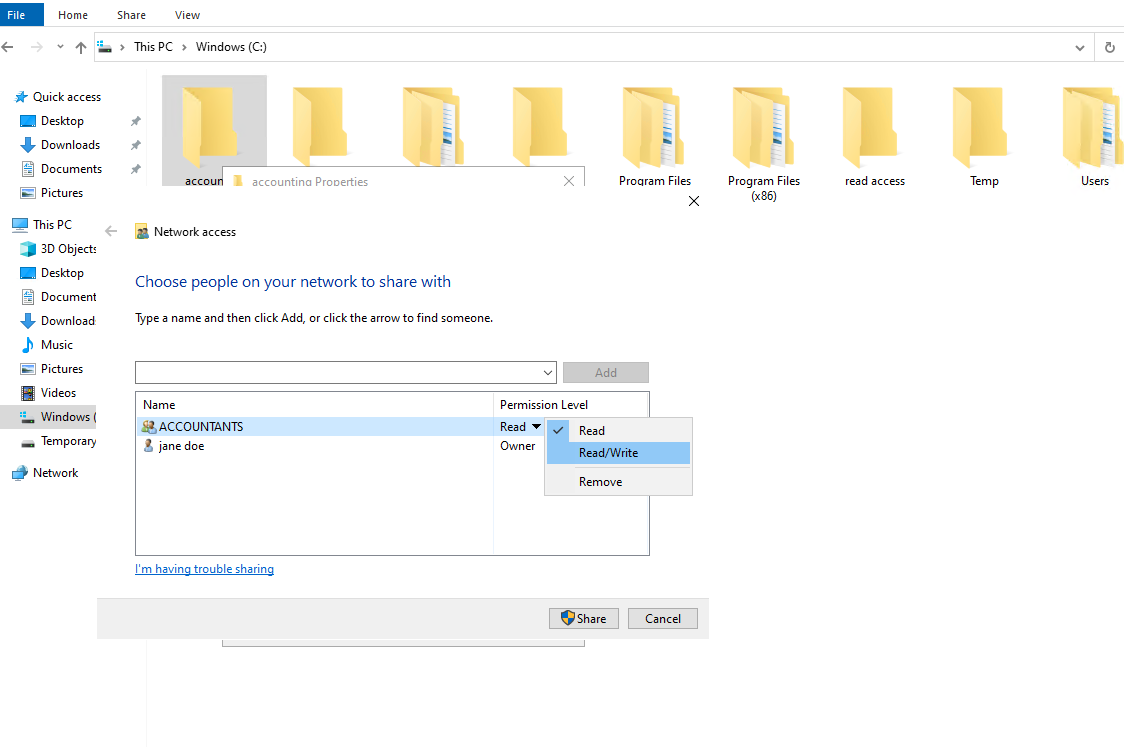 File Home Share View
This PC Windows (C:)
Quick access
Desktop
Downloads
Documents
Pictures
This PC
3D Objects
Desktop
Document
Download
Music
Pictures
Videos
Windows (
Temporary
Network
accoun
Program Files
Program Files
(x86)
read access
Temp
Users
accounting Properties
Network access
Choose people on your network to share with
Type a name and then click Add, or click the arrow to find someone.
Add
Name Permission Level
ACCOUNTANTS Read
jane doe Owner
Read
Read/Write
Remove
I'm having trouble sharing
Share Cancel